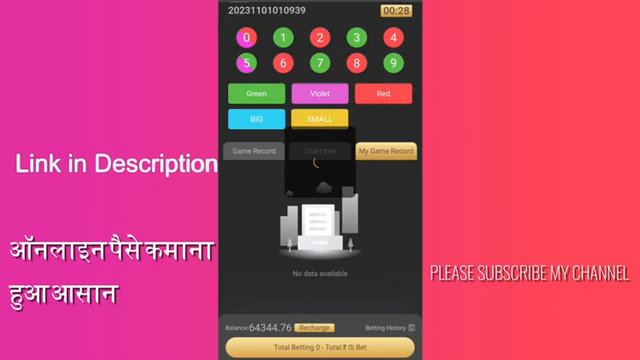 20231101010939
00:28
0 1 2 3 4
5 6 7 8 9
Green Violet Red
BIG SMALL
Game Record My Game Record
Link in Description
ऑनलाइन पैसे कमाना
हुआ आसान
No data available
PLEASE SUBSCRIBE MY CHANNEL
Balance: 64344.76 Recharge Betting History
Total Betting 0 - Total:₹ 0 Bet